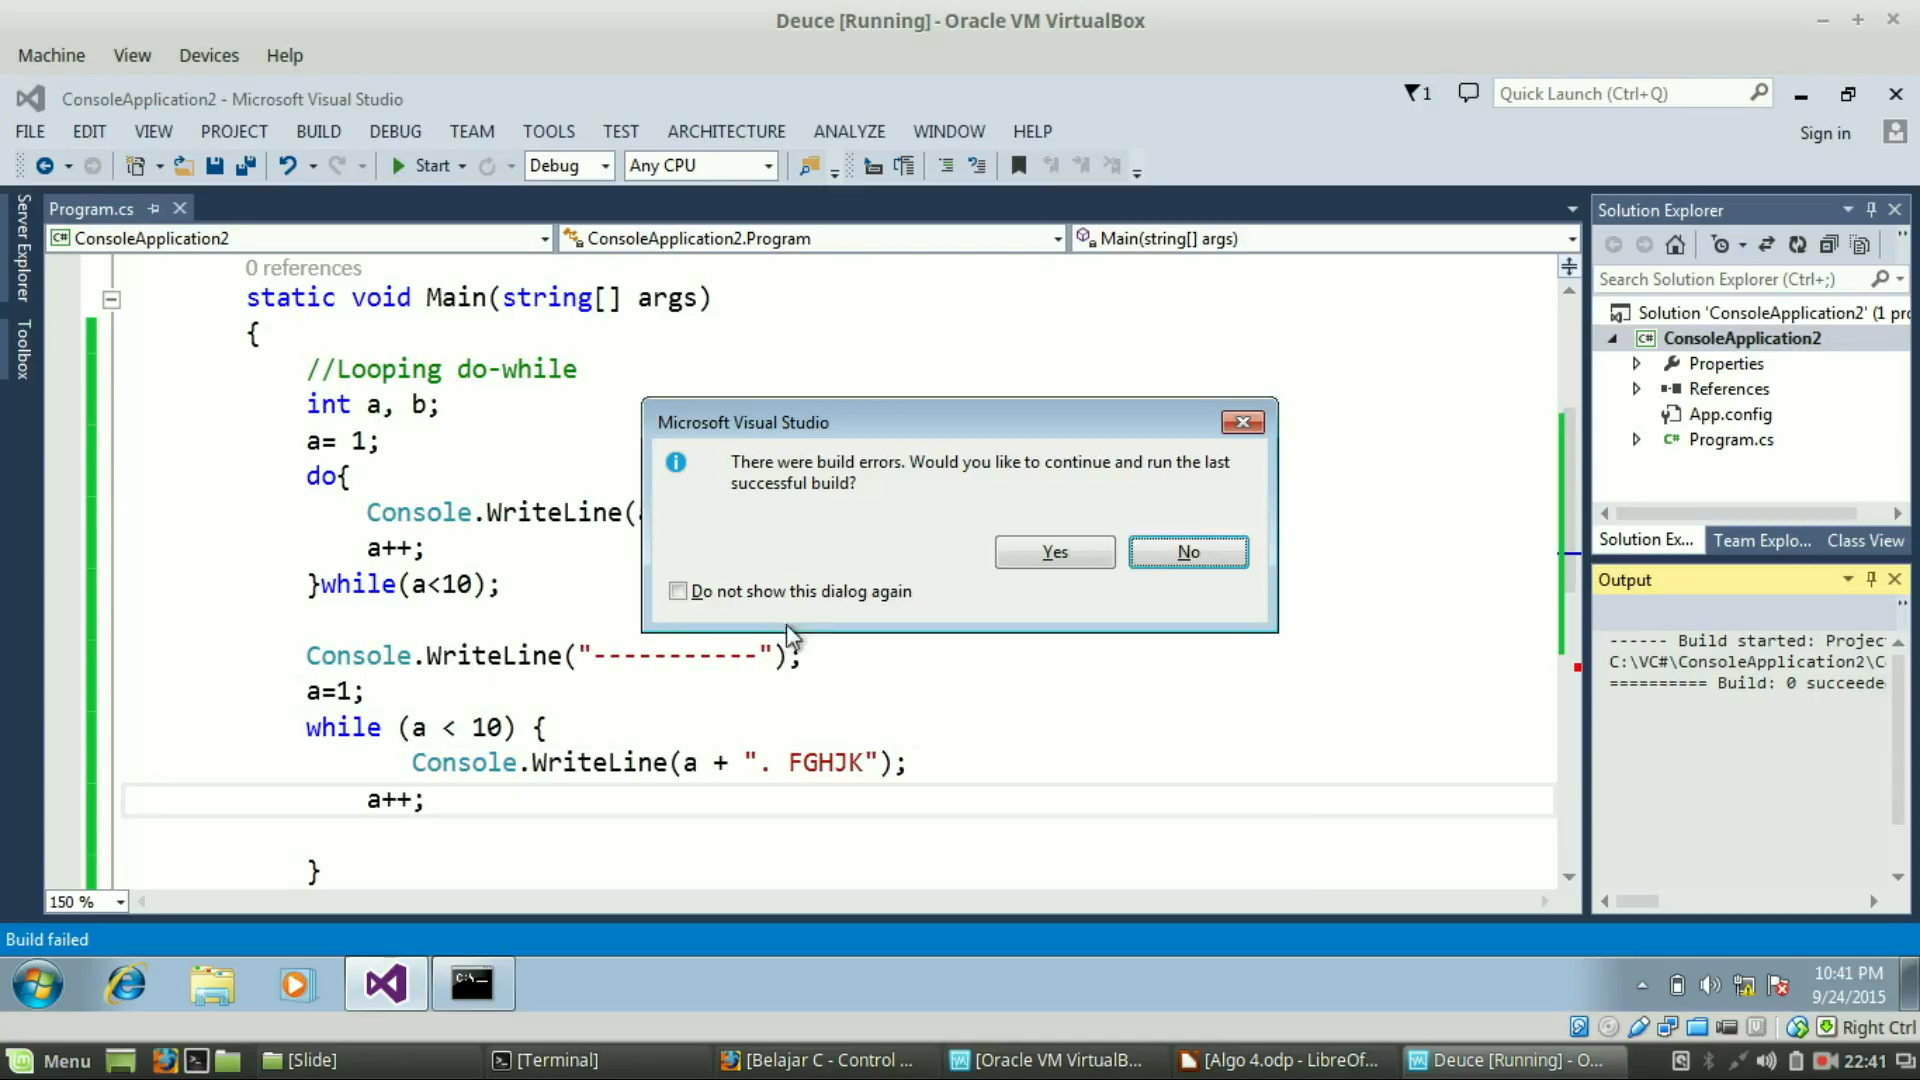 Deuce [Running] - Oracle VM VirtualBox
Machine View Devices Help
ConsoleApplication2 - Microsoft Visual Studio
1
Quick Launch (Ctrl+Q)
FILE EDIT VIEW PROJECT BUILD DEBUG TEAM TOOLS TEST ARCHITECTURE ANALYZE WINDOW HELP
Sign in
Start Debug Any CPU
Server Explorer
Toolbox
Program.cs
ConsoleApplication2 ConsoleApplication2.Program Main(string[] args)
0 references
static void Main(string[] args)
{
//Looping do-while
int a, b;
a= 1;
do{
Console.WriteLine(
a++;
}while(a<10);
Console.WriteLine("-----------");
a=1;
while (a < 10) {
Console.WriteLine(a + ". FGHJK");
a++;
}
150 %
Microsoft Visual Studio
There were build errors. Would you like to continue and run the last
successful build?
Yes No
Do not show this dialog again
Solution Explorer
Search Solution Explorer (Ctrl+;)
Solution 'ConsoleApplication2' (1 pro
C# ConsoleApplication2
Properties
References
App.config
C# Program.cs
Solution Ex... Team Explo... Class View
Output
------ Build started: Projec
C:\VC#\ConsoleApplication2\C
========== Build: 0 succeede
Build failed
C:\
10:41 PM
9/24/2015
Right Ctrl
Menu [Slide] [Terminal] [Belajar C - Control ... [Oracle VM VirtualB... [Algo 4.odp - LibreOf... Deuce [Running] - O... 22:41